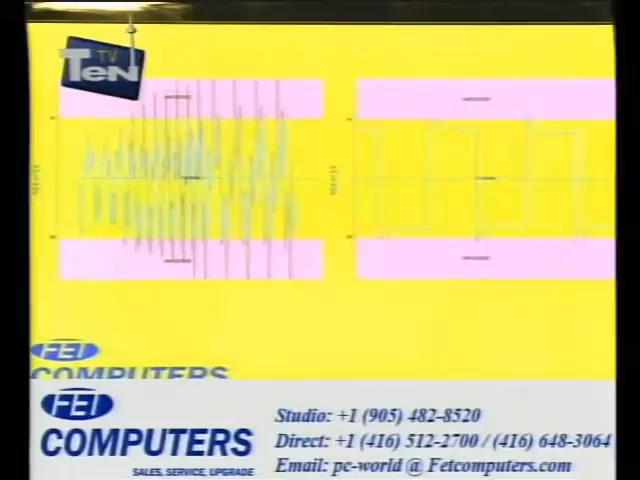 TV
TeN
FEI
COMPUTERS
FEI
COMPUTERS
SALES, SERVICE, UPGRADE
Studio: +1 (905) 482-8520
Direct: +1 (416) 512-2700 / (416) 648-3064
Email: pc-world @ Feicomputers.com